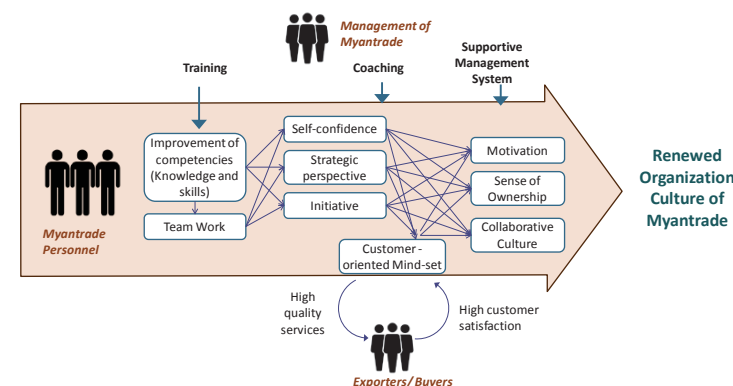 Management of
Myantrade
Training
Coaching
Supportive
Management
System
Improvement of
competencies
(Knowledge and
skills)
Team Work
Self-confidence
Strategic
perspective
Initiative
Customer -
oriented Mind-set
Motivation
Sense of
Ownership
Collaborative
Culture
Myantrade
Personnel
Renewed
Organization
Culture of
Myantrade
High
quality
services
High customer
satisfaction
Exporters/ Buyers